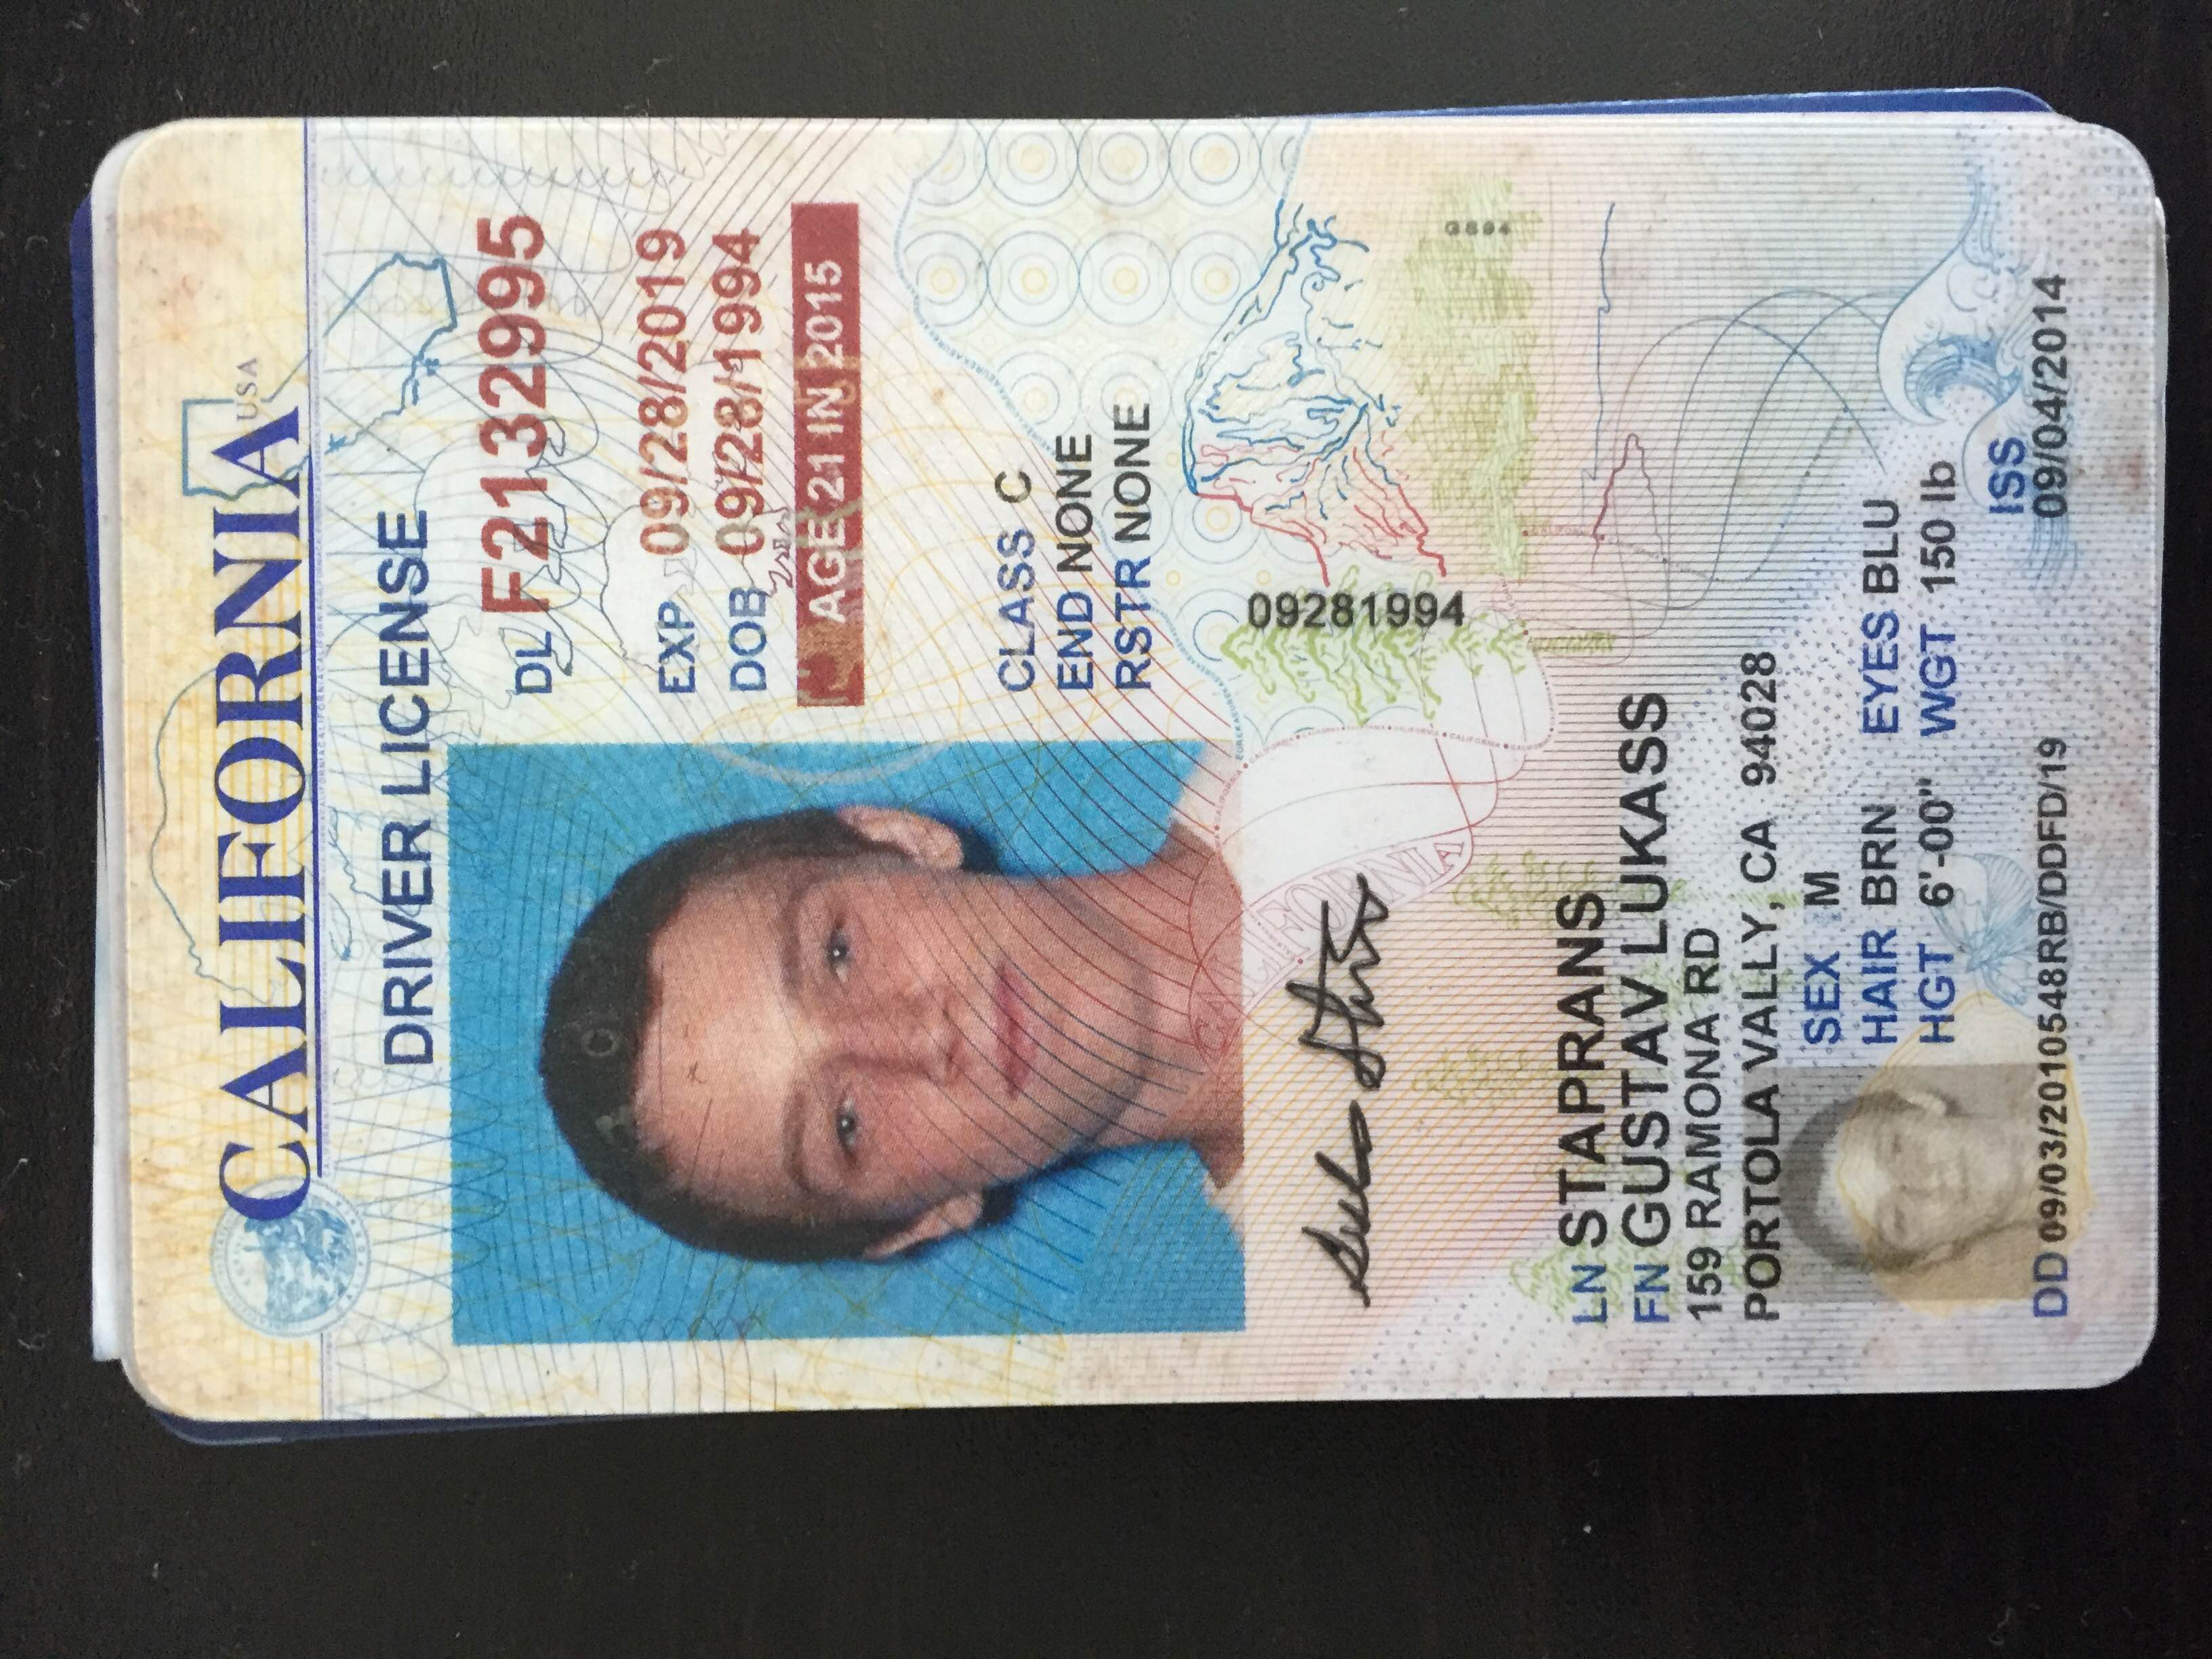 CALIFORNIA USA
DRIVER LICENSE
DL F2132995
EXP 09/28/2019
DOB 09/28/1994
AGE 21 IN 2015
CLASS C
END NONE
RSTR NONE
09281994
LN STAPRANS
FN GUSTAV LUKASS
159 RAMONA RD
PORTOLA VALLY, CA 94028
SEX M
HAIR BRN EYES BLU
HGT 6'-00" WGT 150 lb
ISS
DD 09/03/2010548RB/DDFD/19 09/04/2014